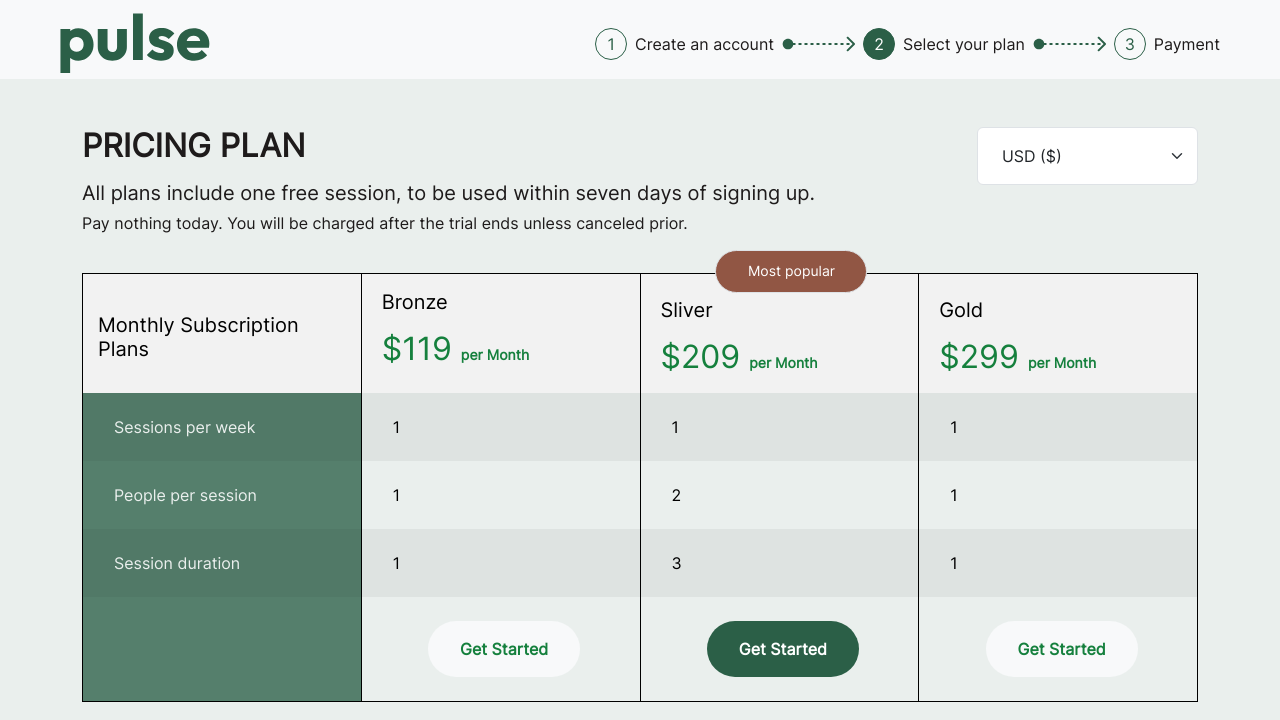 pulse
1 Create an account 2 Select your plan 3 Payment
PRICING PLAN
USD ($)
All plans include one free session, to be used within seven days of signing up.
Pay nothing today. You will be charged after the trial ends unless canceled prior.
Most popular
Monthly Subscription
Plans
Bronze
$119 per Month
Sliver
$209 per Month
Gold
$299 per Month
Sessions per week 1 1 1
People per session 1 2 1
Session duration 1 3 1
Get Started Get Started Get Started